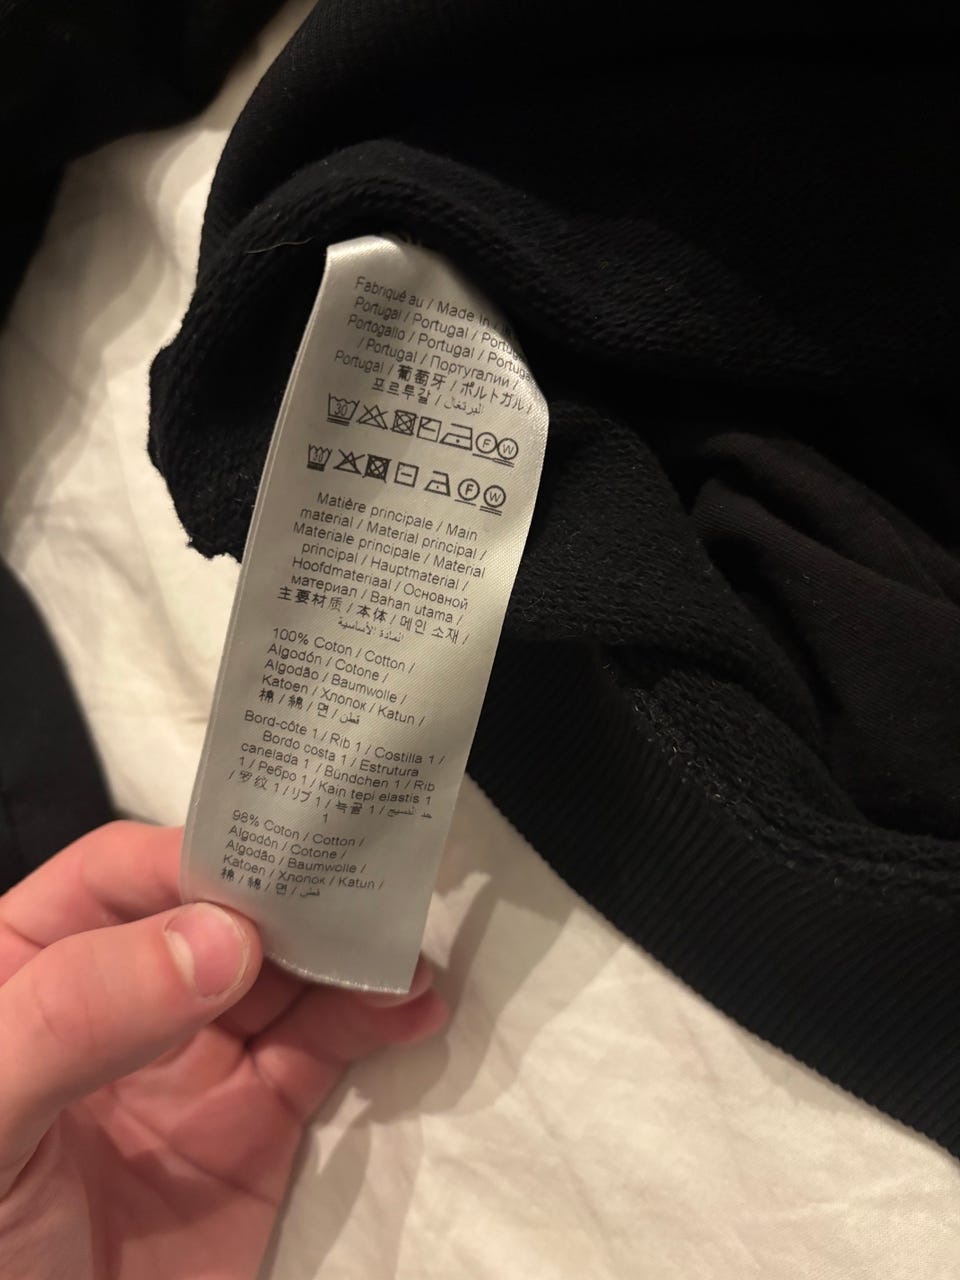 Fabriqué au / Made in /
Portugal / Portugal /
Portogallo / Portugal /
/ Portugal / Португалии /
Portugal / 葡萄牙 / ポルトガル /
포르투갈 / البرتغال
30 F W
30 F W
Matière principale / Main
material / Material principal /
Materiale principale / Material
principal / Hauptmaterial /
Hoofdmateriaal / Основной
материал / Bahan utama /
主要材质 / 本体 / 메인 소재 /
المادة الأساسية
100% Coton / Cotton /
Algodón / Cotone /
Algodão / Baumwolle /
Katoen / Хлопок / Katun /
棉 / 綿 / 면 / قطن
Bord-côte 1 / Rib 1 / Costilla 1 /
Bordo costa 1 / Estrutura
canelada 1 / Bündchen 1 / Rib
1 / Ребро 1 / Kain tepi elastis 1
/ 罗纹 1 / リブ 1 / 늑골 1 /
1
98% Coton / Cotton /
Algodón / Cotone /
Algodão / Baumwolle /
Katoen / Хлопок / Katun /
棉 / 綿 / 면 / قطن